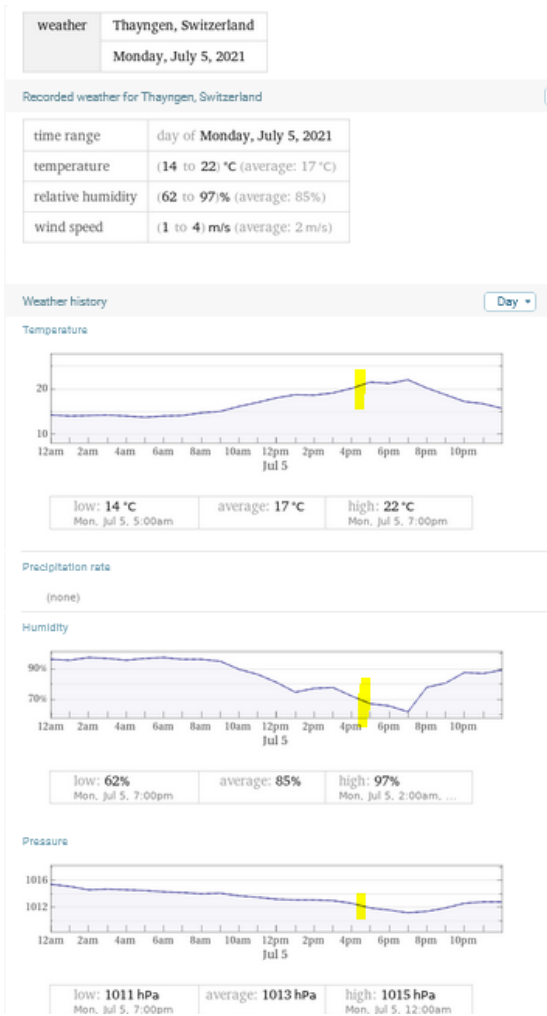 weather Thayngen, Switzerland
Monday, July 5, 2021
Recorded weather for Thayngen, Switzerland
time range day of Monday, July 5, 2021
temperature (14 to 22) °C (average: 17 °C)
relative humidity (62 to 97)% (average: 85%)
wind speed (1 to 4) m/s (average: 2 m/s)
Weather history Day
Temperature
20
10
12am 2am 4am 6am 8am 10am 12pm 2pm 4pm 6pm 8pm 10pm
Jul 5
low: 14 °C average: 17 °C high: 22 °C
Mon, Jul 5, 5:00am Mon, Jul 5, 7:00pm
Precipitation rate
(none)
Humidity
90%
70%
12am 2am 4am 6am 8am 10am 12pm 2pm 4pm 6pm 8pm 10pm
Jul 5
low: 62% average: 85% high: 97%
Mon, Jul 5, 7:00pm Mon, Jul 5, 2:00am, ...
Pressure
1016
1012
12am 2am 4am 6am 8am 10am 12pm 2pm 4pm 6pm 8pm 10pm
Jul 5
low: 1011 hPa average: 1013 hPa high: 1015 hPa
Mon, Jul 5, 7:00pm Mon, Jul 5, 12:00am